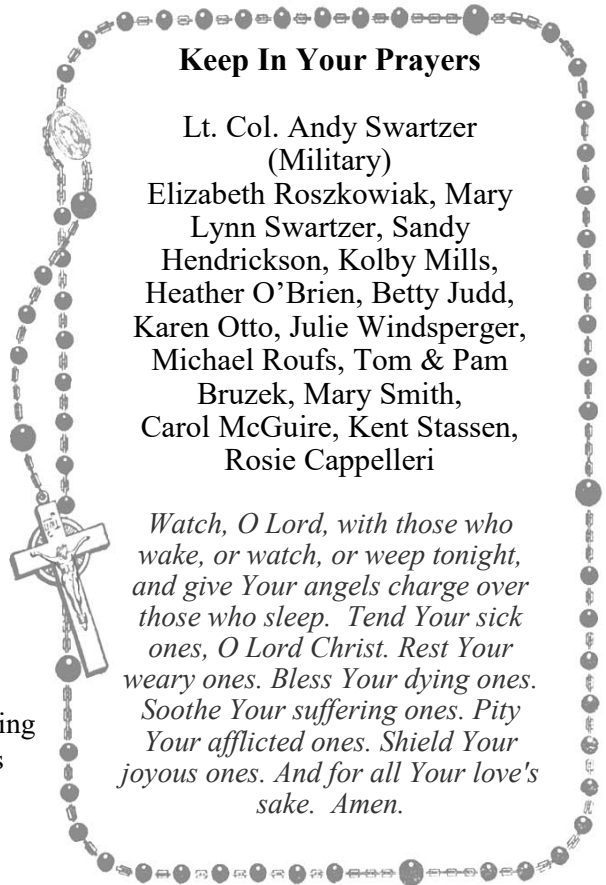 Keep In Your Prayers
Lt. Col. Andy Swartzer
(Military)
Elizabeth Roszkowiak, Mary
Lynn Swartzer, Sandy
Hendrickson, Kolby Mills,
Heather O’Brien, Betty Judd,
Karen Otto, Julie Windsperger,
Michael Roufs, Tom & Pam
Bruzek, Mary Smith,
Carol McGuire, Kent Stassen,
Rosie Cappelleri
Watch, O Lord, with those who
wake, or watch, or weep tonight,
and give Your angels charge over
those who sleep.  Tend Your sick
ones, O Lord Christ. Rest Your
weary ones. Bless Your dying ones.
Soothe Your suffering ones. Pity
Your afflicted ones. Shield Your
joyous ones. And for all Your love's
sake.  Amen.
ing
s